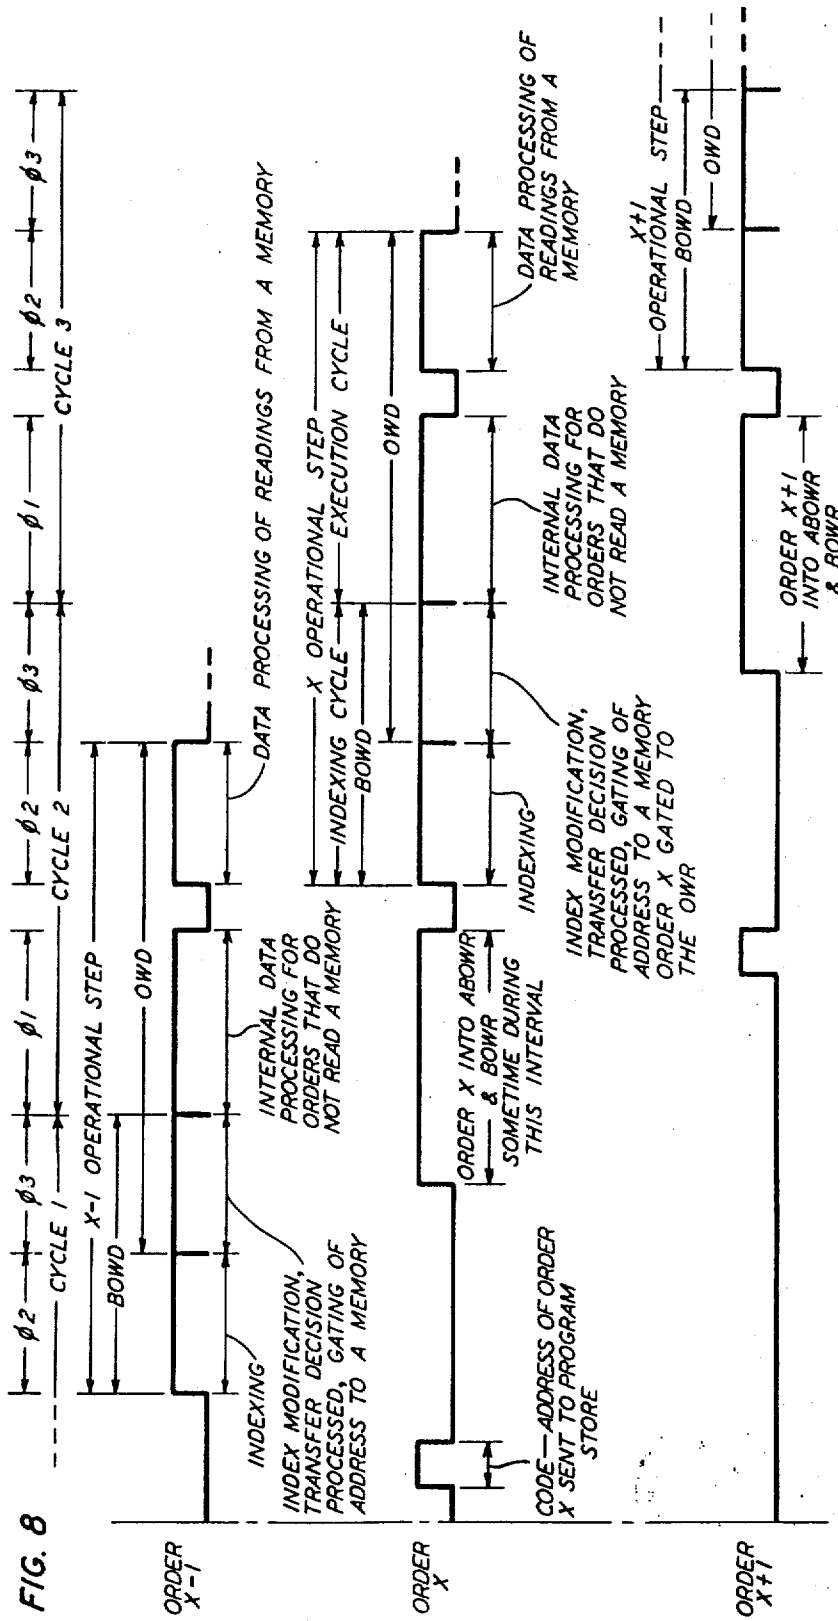 FIG. 8
φ2
φ3
φ1
φ2
φ3
φ1
φ2
φ3
CYCLE 1
CYCLE 2
CYCLE 3
ORDER
X-1
X-1 OPERATIONAL STEP
BOWD
OWD
INDEXING
INDEX MODIFICATION,
TRANSFER DECISION
PROCESSED, GATING OF
ADDRESS TO A MEMORY
INTERNAL DATA
PROCESSING FOR
ORDERS THAT DO
NOT READ A MEMORY
DATA PROCESSING OF READINGS FROM A MEMORY
ORDER
X
X OPERATIONAL STEP
INDEXING CYCLE
EXECUTION CYCLE
BOWD
OWD
CODE—ADDRESS OF ORDER
X SENT TO PROGRAM
STORE
ORDER X INTO ABOWR
& BOWR
SOMETIME DURING
THIS INTERVAL
INDEXING
INDEX MODIFICATION,
TRANSFER DECISION
PROCESSED, GATING OF
ADDRESS TO A MEMORY
ORDER X GATED TO
THE OWR
INTERNAL DATA
PROCESSING FOR
ORDERS THAT DO
NOT READ A MEMORY
DATA PROCESSING OF
READINGS FROM A
MEMORY
ORDER
X+1
X+1
OPERATIONAL STEP
BOWD
OWD
ORDER X+1
INTO ABOWR
& BOWR